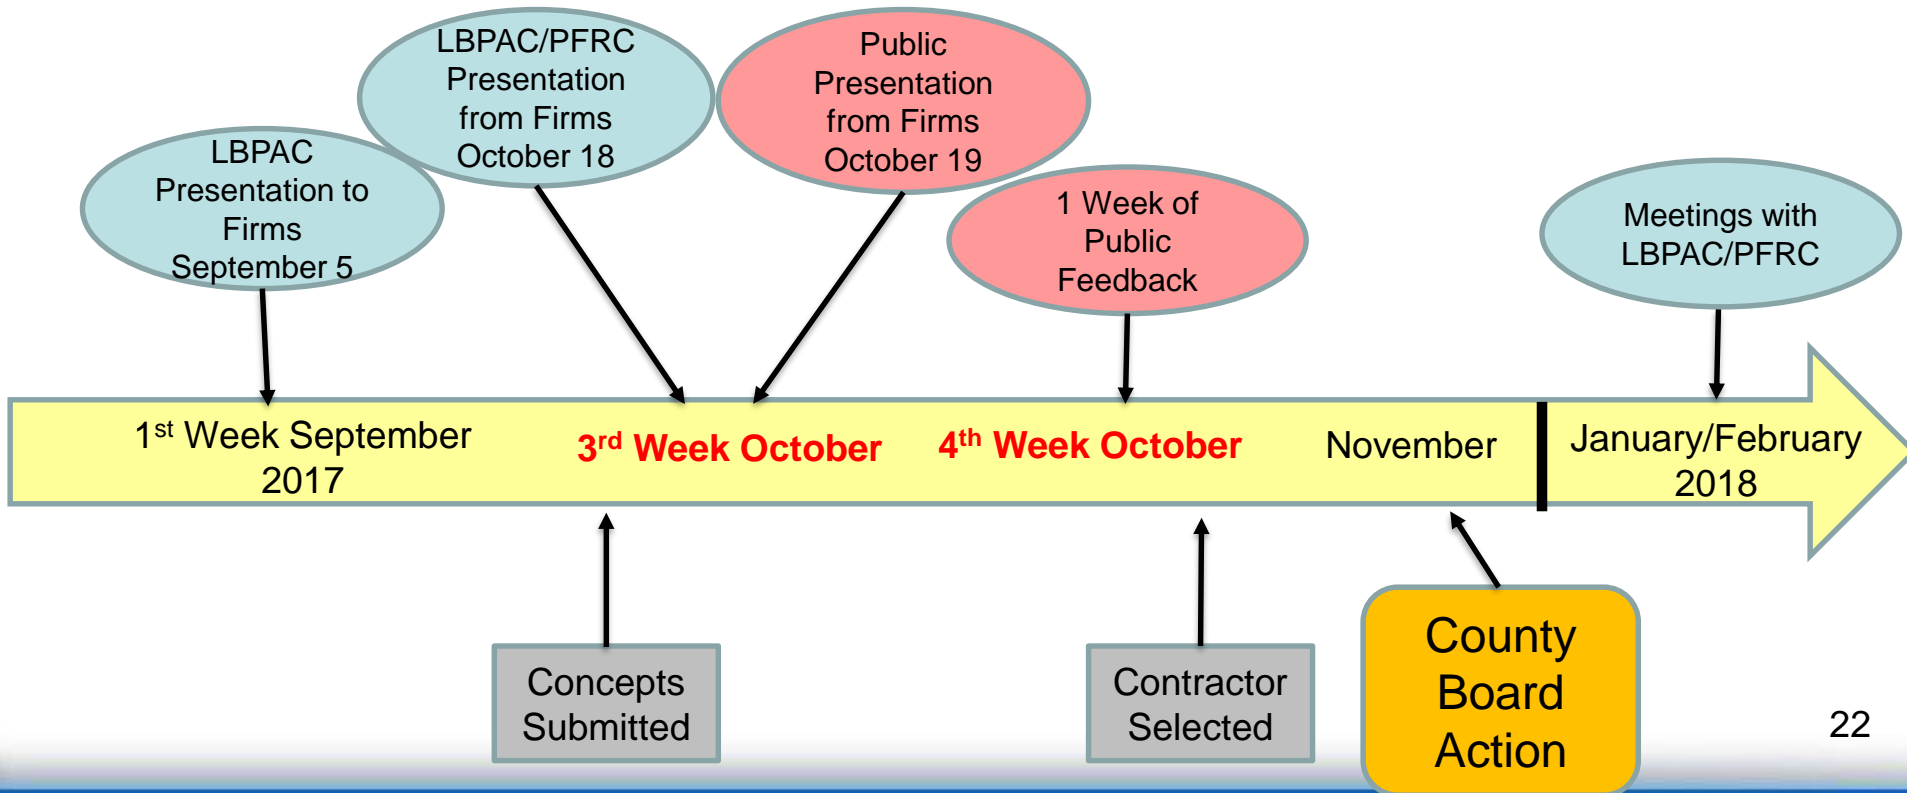 LBPAC
Presentation to
Firms
September 5
LBPAC/PFRC
Presentation
from Firms
October 18
Public
Presentation
from Firms
October 19
1 Week of
Public
Feedback
Meetings with
LBPAC/PFRC
1st Week September
2017
3rd Week October
4th Week October
November
January/February
2018
Concepts
Submitted
Contractor
Selected
County
Board
Action
22